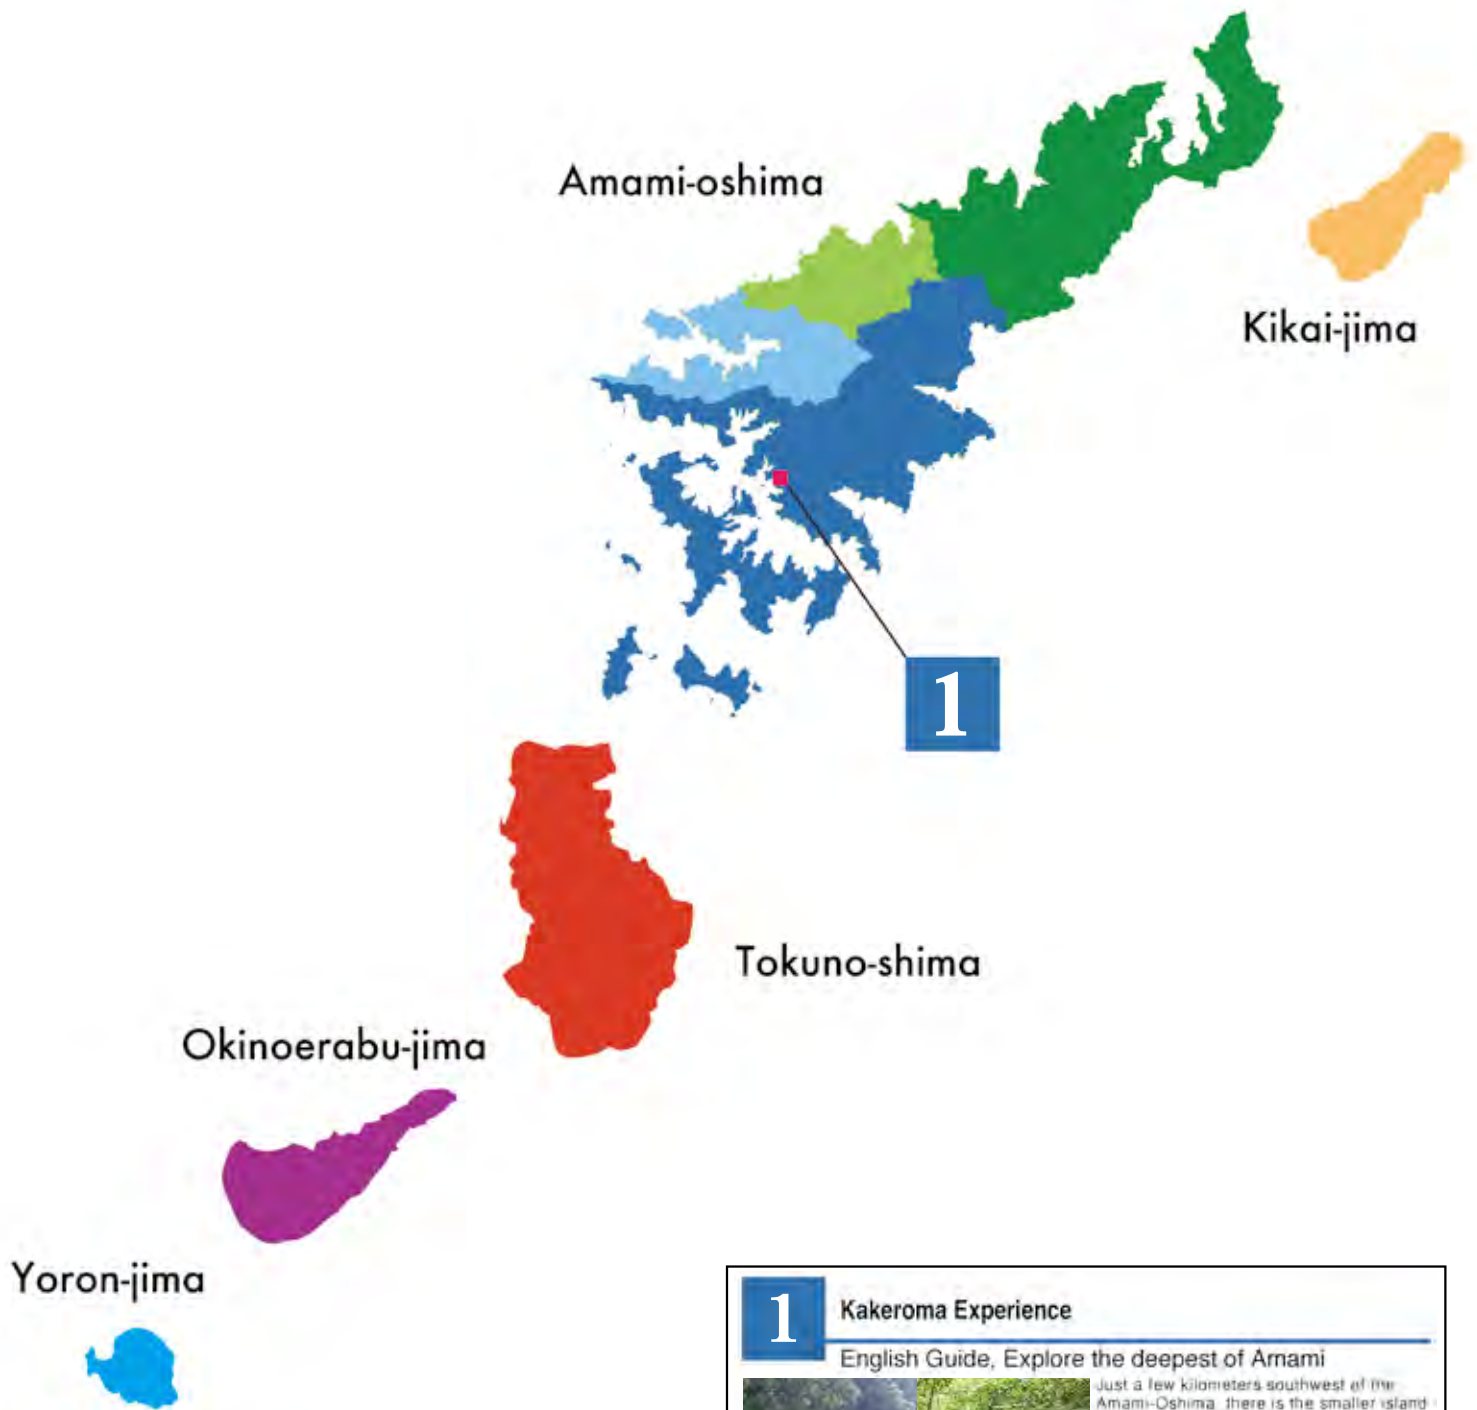 Amami-oshima
Kikai-jima
1
Tokuno-shima
Okinoerabu-jima
Yoron-jima
1
Kakeroma Experience
English Guide, Explore the deepest of Amami
Just a few kilometers southwest of the
Amami-Oshima, there is the smaller island